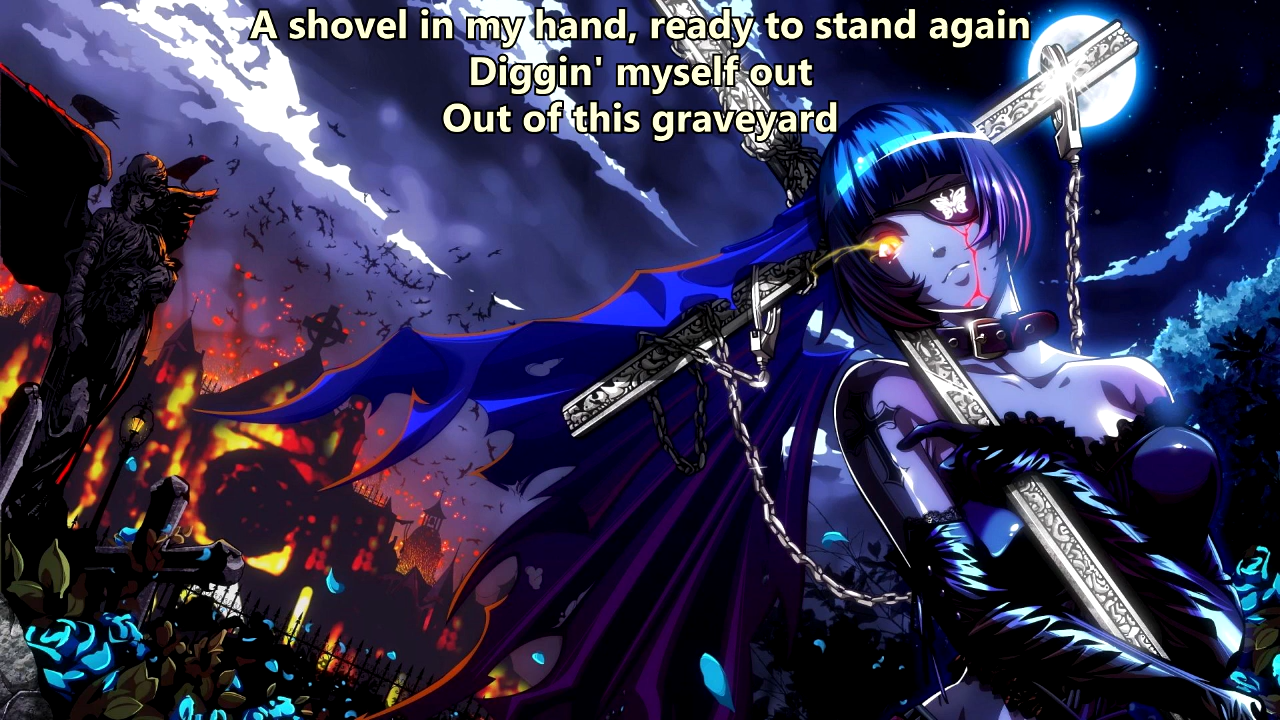 A shovel in my hand, ready to stand again
Diggin' myself out
Out of this graveyard